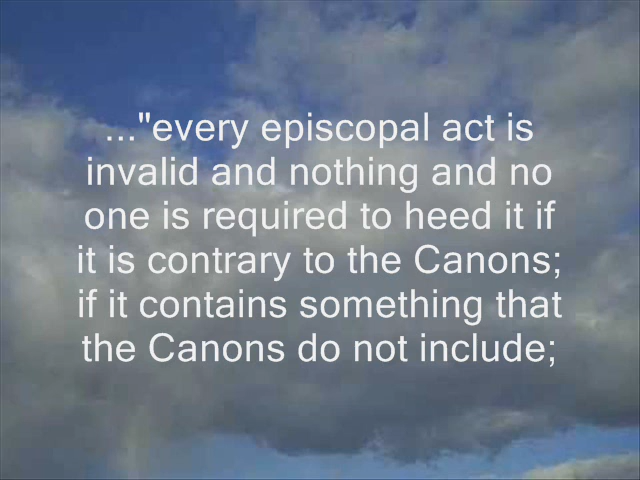 ..."every episcopal act is
invalid and nothing and no
one is required to heed it if
it is contrary to the Canons;
if it contains something that
the Canons do not include;